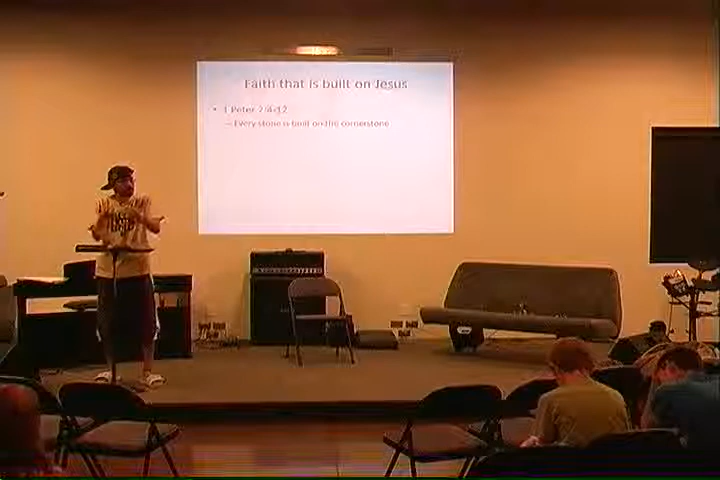 Faith that is built on Jesus
• 1 Peter 2:4-12
– Every stone is built on the cornerstone